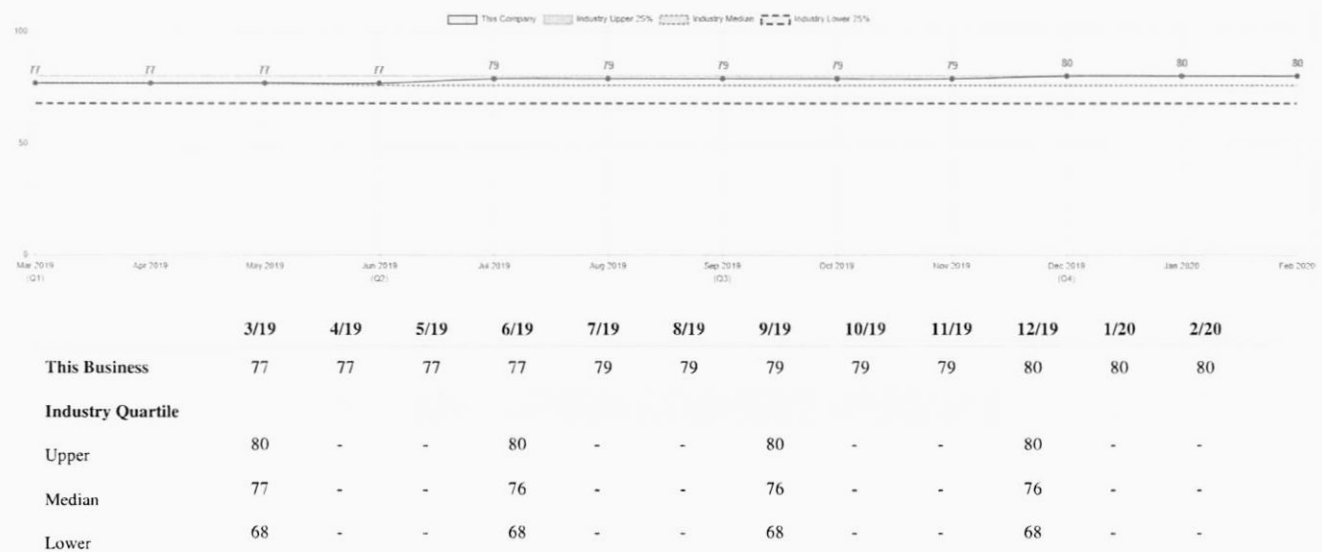 This Company Industry Upper 25% Industry Median Industry Lower 25%
100
77 77 77 77 79 79 79 79 79 80 80 80
50
0
Mar 2019 Apr 2019 May 2019 Jun 2019 Jul 2019 Aug 2019 Sep 2019 Oct 2019 Nov 2019 Dec 2019 Jan 2020 Feb 2020
(Q1) (Q2) (Q3) (Q4)
3/19 4/19 5/19 6/19 7/19 8/19 9/19 10/19 11/19 12/19 1/20 2/20
This Business 77 77 77 77 79 79 79 79 79 80 80 80
Industry Quartile
Upper 80 - - 80 - - 80 - - 80 - -
Median 77 - - 76 - - 76 - - 76 - -
Lower 68 - - 68 - - 68 - - 68 - -